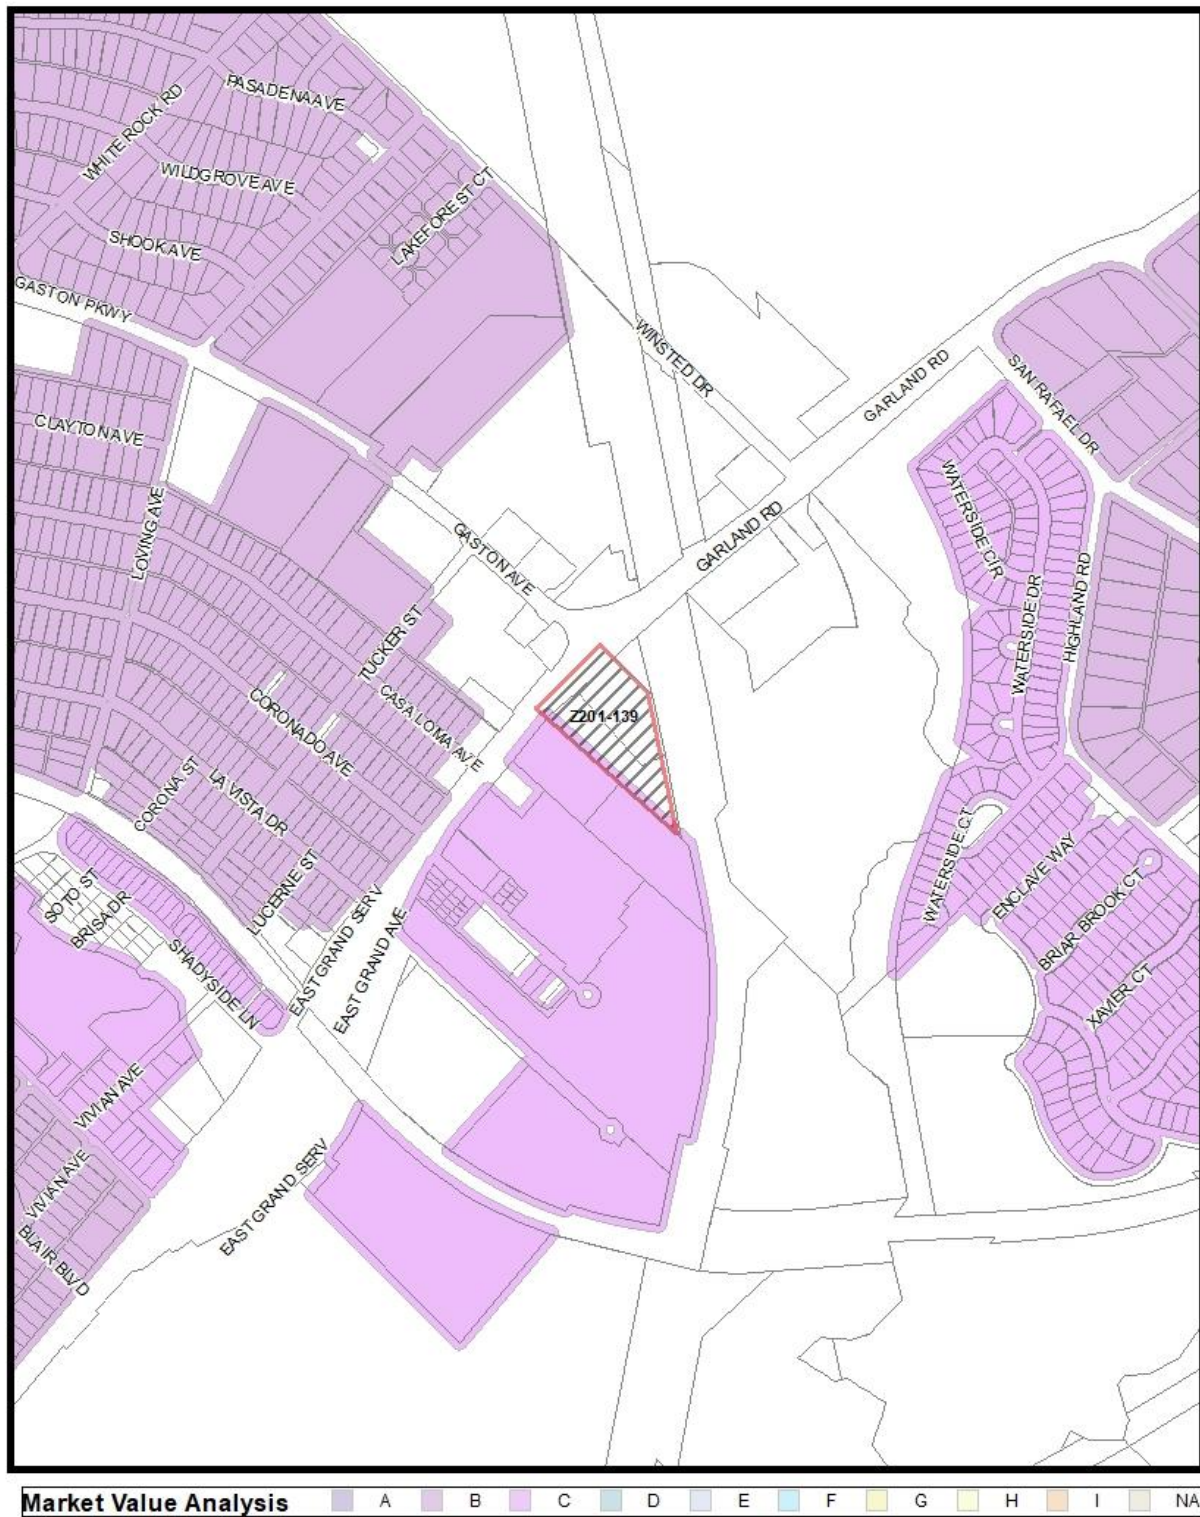 PASADENA AVE
WHITE ROCK RD
WILDGROVE AVE
LAKEFOREST CT
SHOOK AVE
GASTON PKWY
WINSTED DR
GARLAND RD
SAN RAFAEL DR
CLAYTON AVE
LOVING AVE
GASTON AVE
GARLAND RD
WATERSIDE CIR
WATERSIDE DR
HIGHLAND RD
TUCKER ST
CASA LOMA AVE
CORONADO AVE
Z201-139
CORONA ST
LA VISTA DR
LUCERNE ST
WATERSIDE CT
ENCLAVE WAY
BRIAR BROOK CT
XAVIER CT
SOTO ST
BRISA DR
SHADYSIDE LN
EAST GRAND SERV
EAST GRAND AVE
VIVIAN AVE
VIVIAN AVE
EAST GRAND SERV
BLAIR BLVD
Market Value Analysis A B C D E F G H I NA